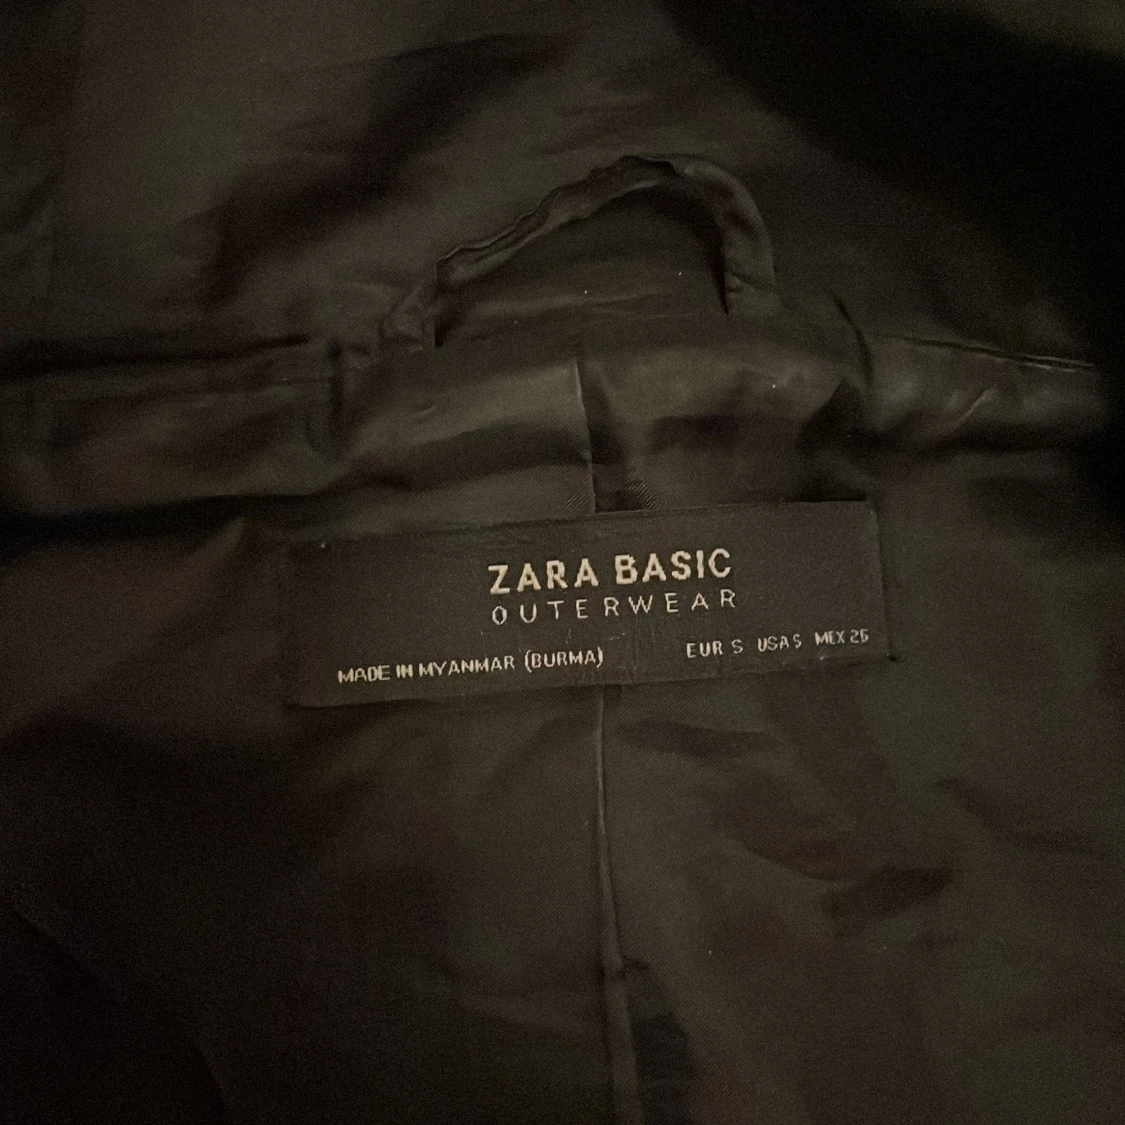 ZARA BASIC
OUTERWEAR
MADE IN MYANMAR (BURMA) EUR S USA S MEX 26